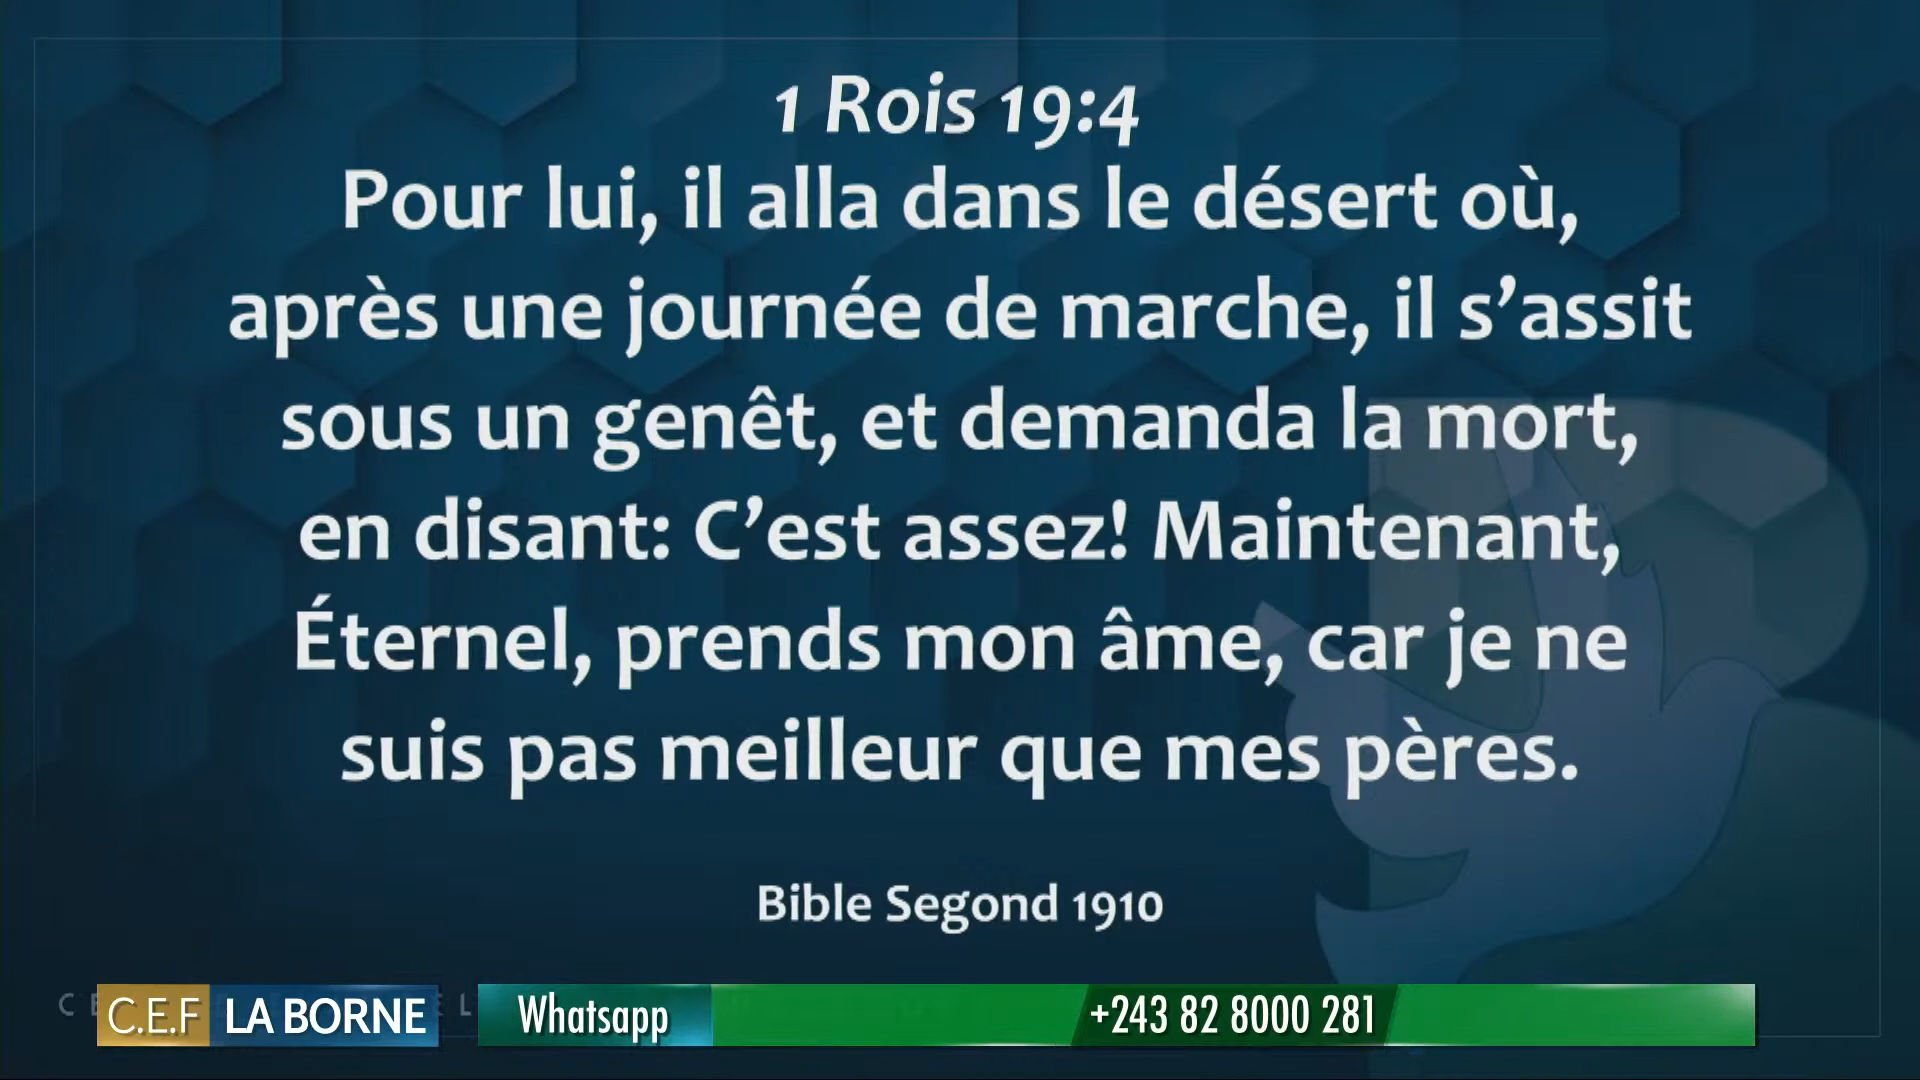 1 Rois 19:4
Pour lui, il alla dans le désert où,
après une journée de marche, il s’assit
sous un genêt, et demanda la mort,
en disant: C’est assez! Maintenant,
Éternel, prends mon âme, car je ne
suis pas meilleur que mes pères.
Bible Segond 1910
C.E.F LA BORNE Whatsapp +243 82 8000 281